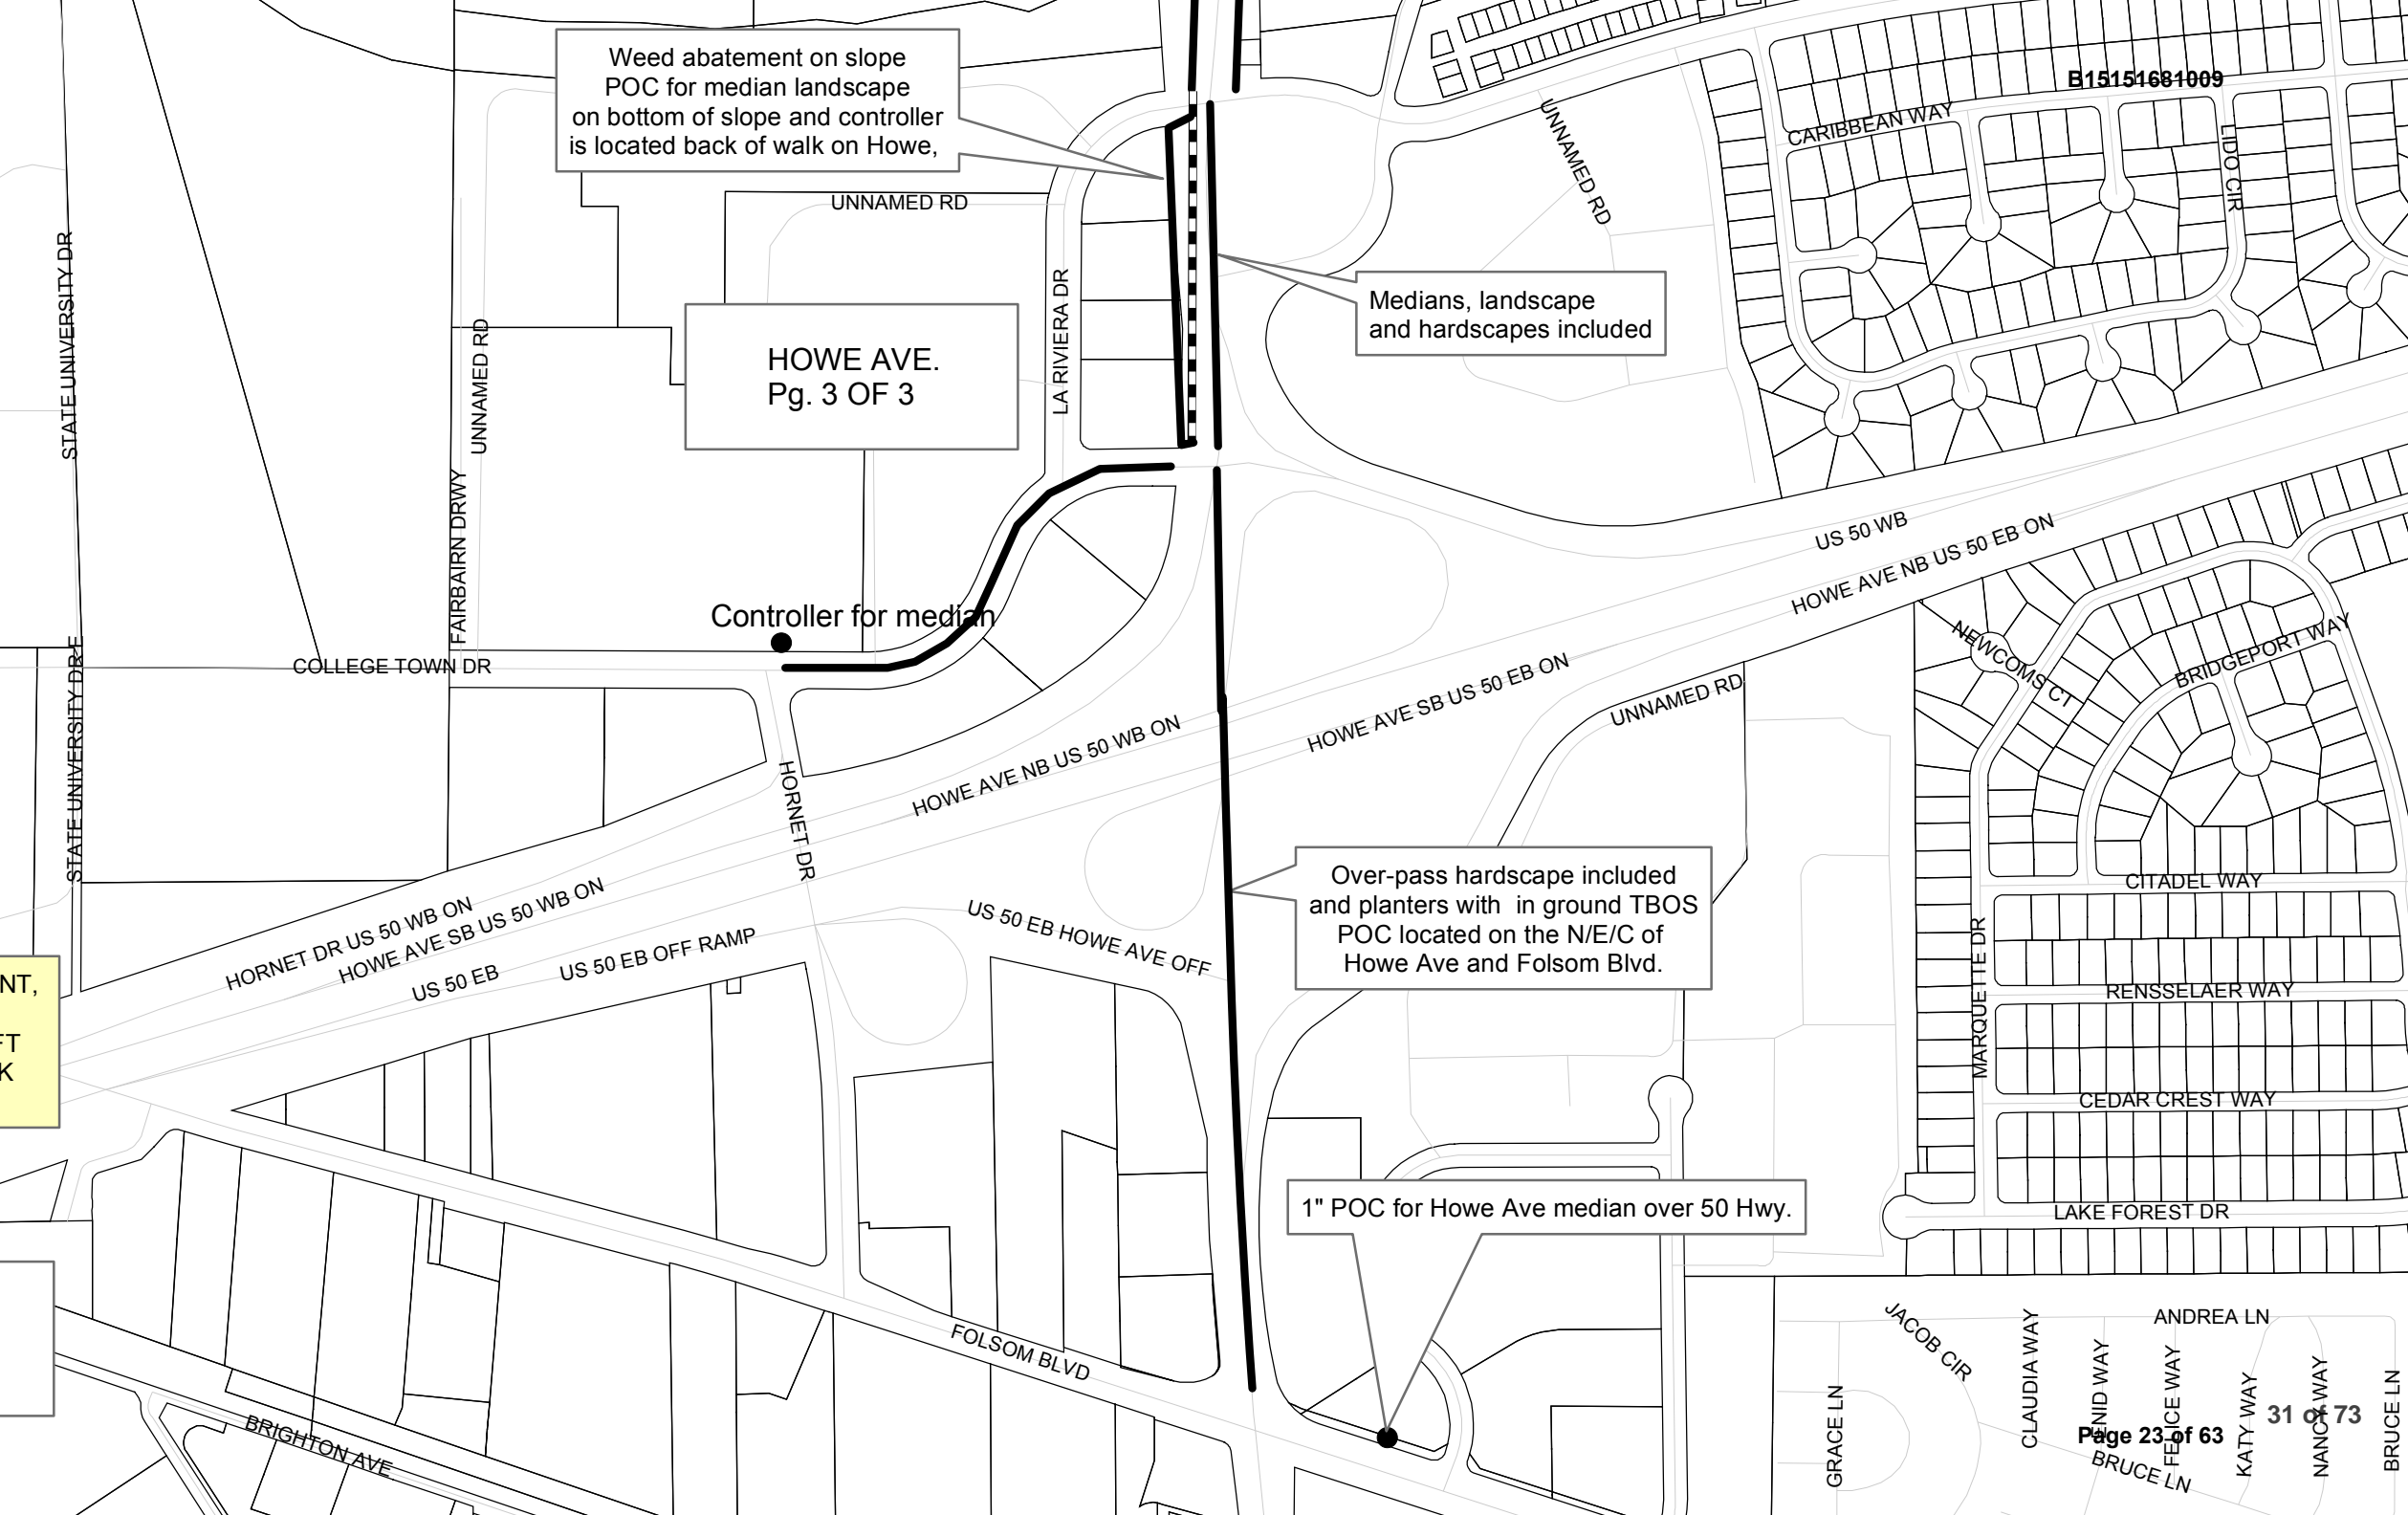 Weed abatement on slope
POC for median landscape
on bottom of slope and controller
is located back of walk on Howe,
B15151681009
CARIBBEAN WAY
LIDO CIR
UNNAMED RD
UNNAMED RD
STATE UNIVERSITY DR
UNNAMED RD
LA RIVIERA DR
Medians, landscape
and hardscapes included
HOWE AVE.
Pg. 3 OF 3
FAIRBAIRN DRWY
US 50 WB
HOWE AVE NB US 50 EB ON
Controller for median
COLLEGE TOWN DR
NEWCOMS CT
BRIDGEPORT WAY
HOWE AVE SB US 50 EB ON
UNNAMED RD
STATE UNIVERSITY DR E
HOWE AVE NB US 50 WB ON
HORNET DR
Over-pass hardscape included
and planters with in ground TBOS
POC located on the N/E/C of
Howe Ave and Folsom Blvd.
CITADEL WAY
HORNET DR US 50 WB ON
HOWE AVE SB US 50 WB ON
US 50 EB
US 50 EB OFF RAMP
US 50 EB HOWE AVE OFF
MARQUETTE DR
RENSSELAER WAY
NT,
FT
K
CEDAR CREST WAY
1" POC for Howe Ave median over 50 Hwy.
LAKE FOREST DR
FOLSOM BLVD
JACOB CIR
ANDREA LN
BRIGHTON AVE
GRACE LN
CLAUDIA WAY
ENID WAY
FELICE WAY
KATY WAY
NANCY WAY
BRUCE LN
31 of 73
Page 23 of 63
BRUCE LN